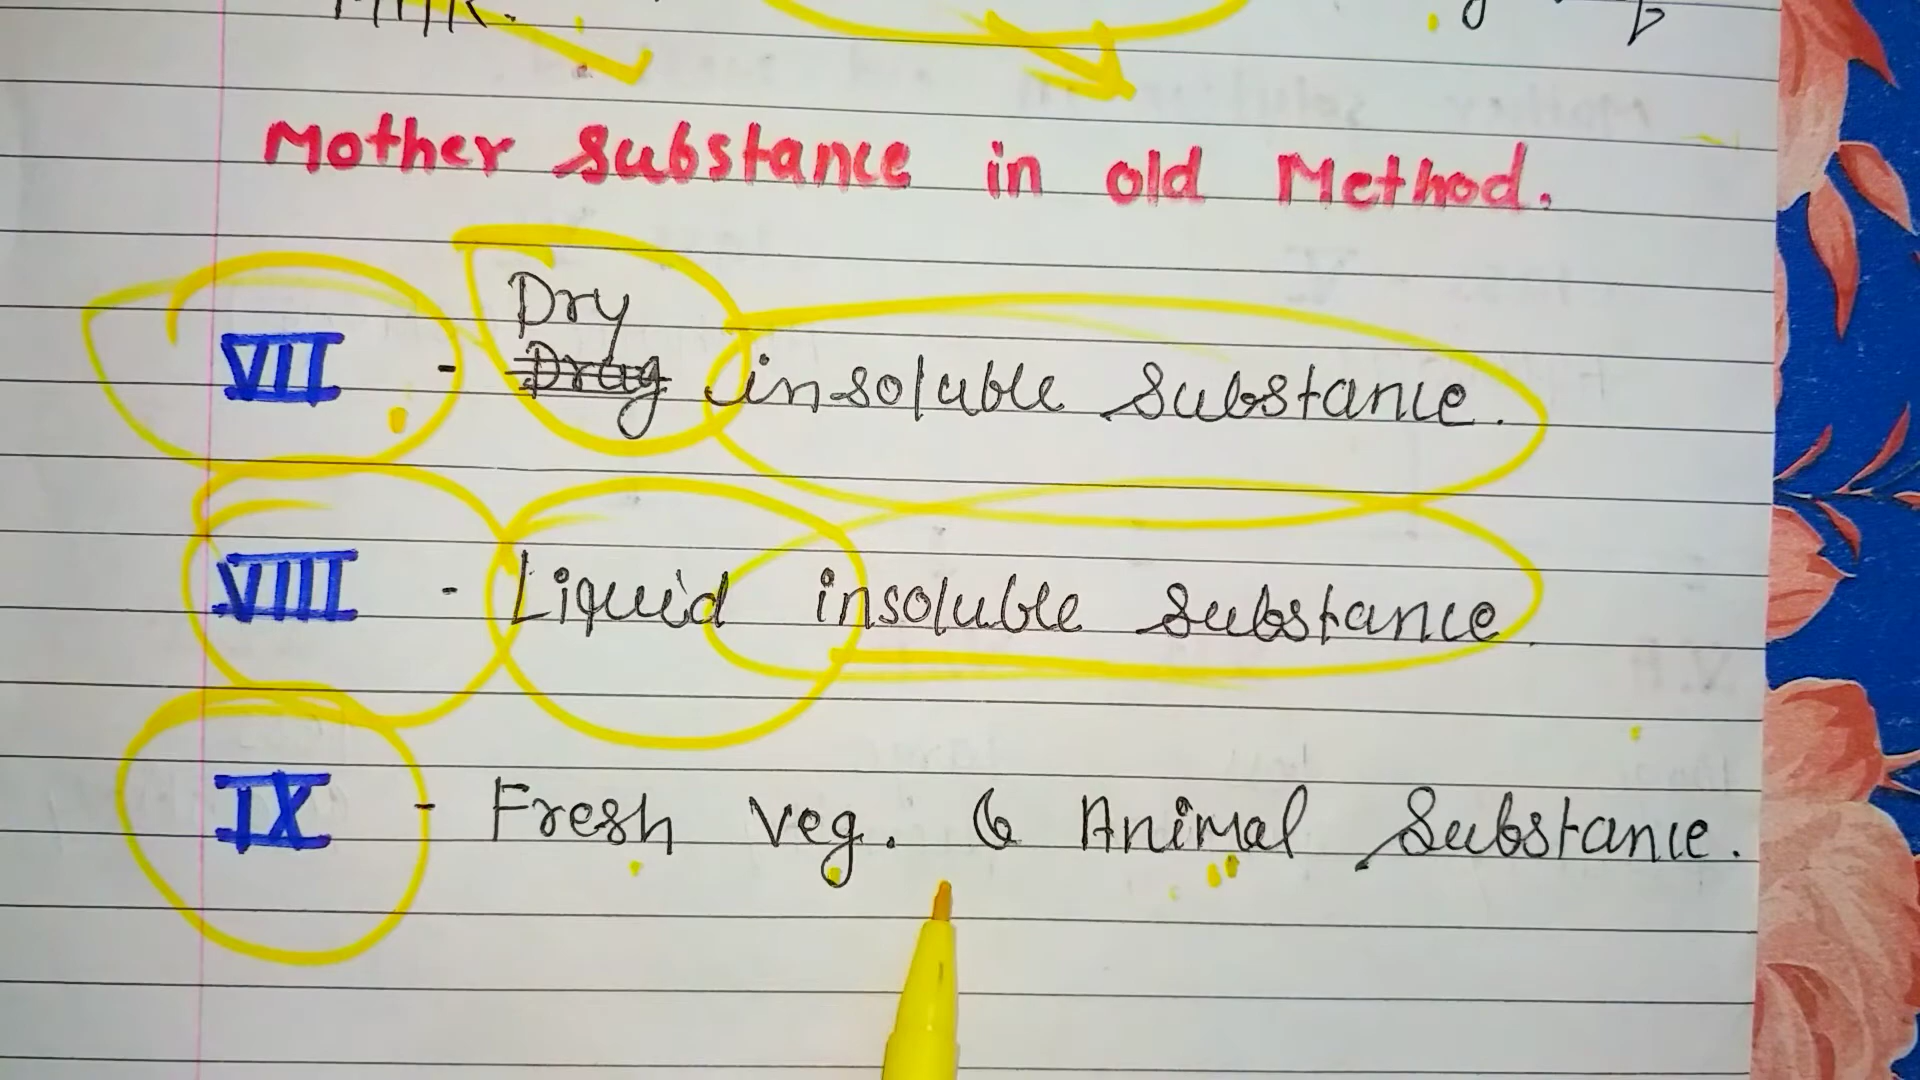 Mother Substance in old Method.
VII - Dry Drug insoluble Substance.
VIII - Liquid insoluble Substance
IX - Fresh Veg. & Animal Substance.